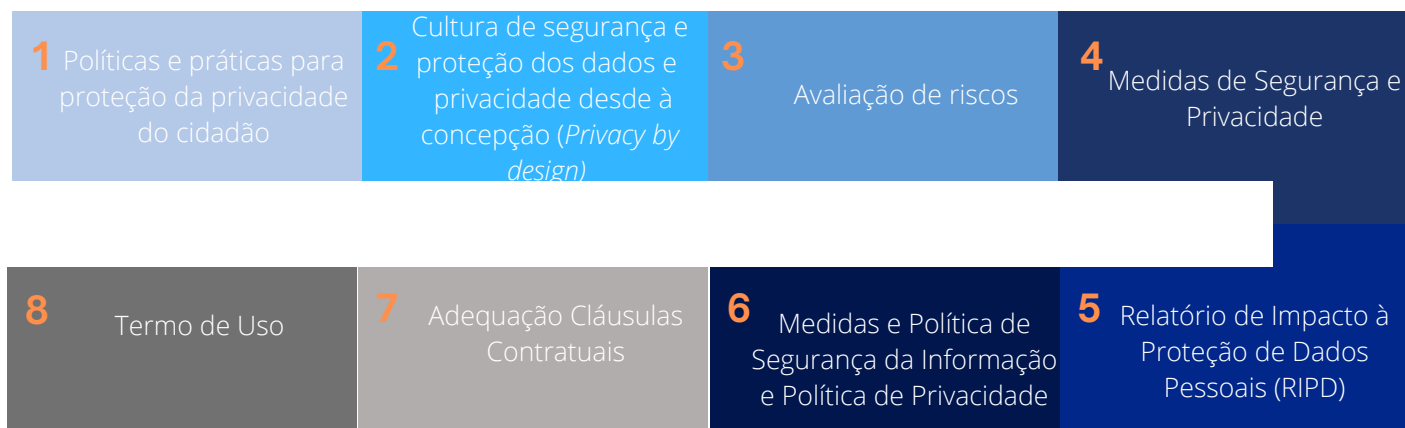 1
Políticas e práticas para
proteção da privacidade
do cidadão
2
Cultura de segurança e
proteção dos dados e
privacidade desde à
concepção (Privacy by
design)
3
Avaliação de riscos
4
Medidas de Segurança e
Privacidade
5
Relatório de Impacto à
Proteção de Dados
Pessoais (RIPD)
6
Medidas e Política de
Segurança da Informação
e Política de Privacidade
7
Adequação Cláusulas
Contratuais
8
Termo de Uso